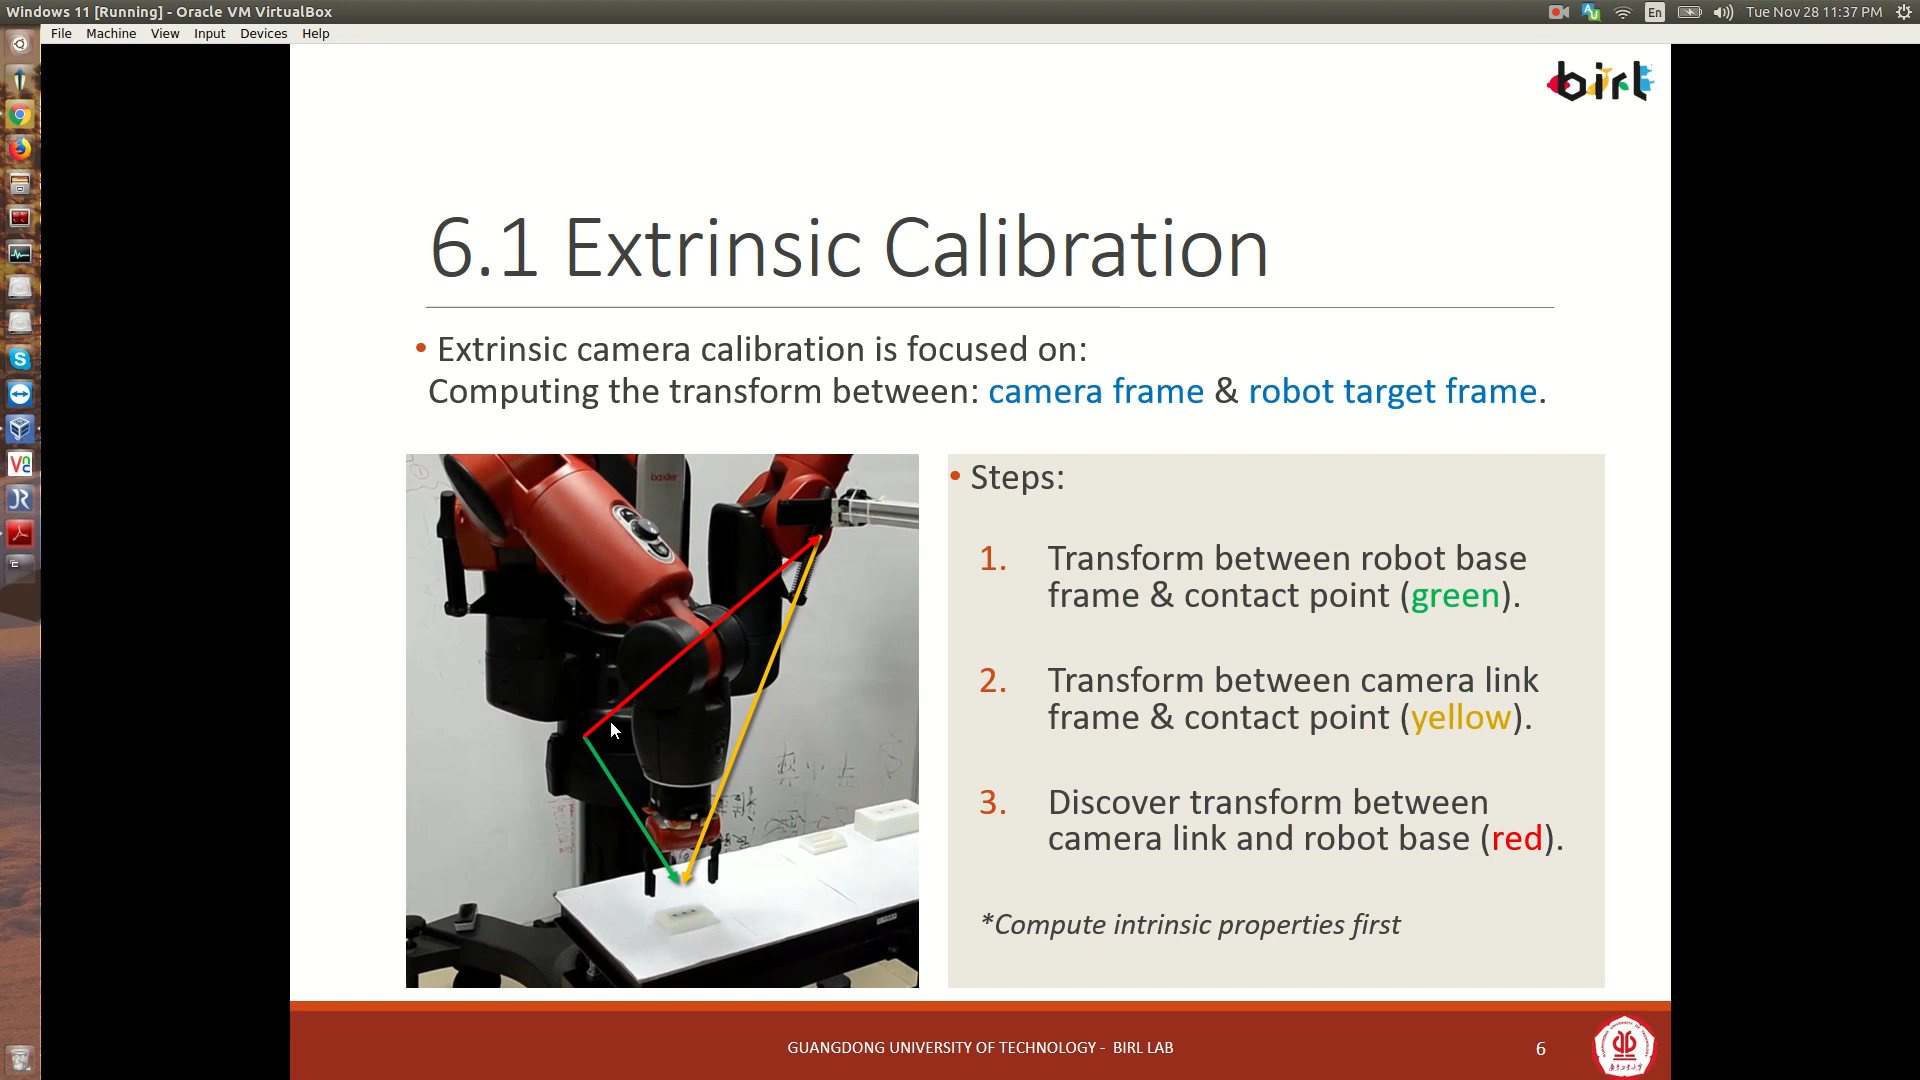 Windows 11 [Running] - Oracle VM VirtualBox
En
Tue Nov 28 11:37 PM
File Machine View Input Devices Help
birl
6.1 Extrinsic Calibration
• Extrinsic camera calibration is focused on:
Computing the transform between: camera frame & robot target frame.
baxter
• Steps:
1. Transform between robot base
frame & contact point (green).
2. Transform between camera link
frame & contact point (yellow).
3. Discover transform between
camera link and robot base (red).
*Compute intrinsic properties first
GUANGDONG UNIVERSITY OF TECHNOLOGY - BIRL LAB
6